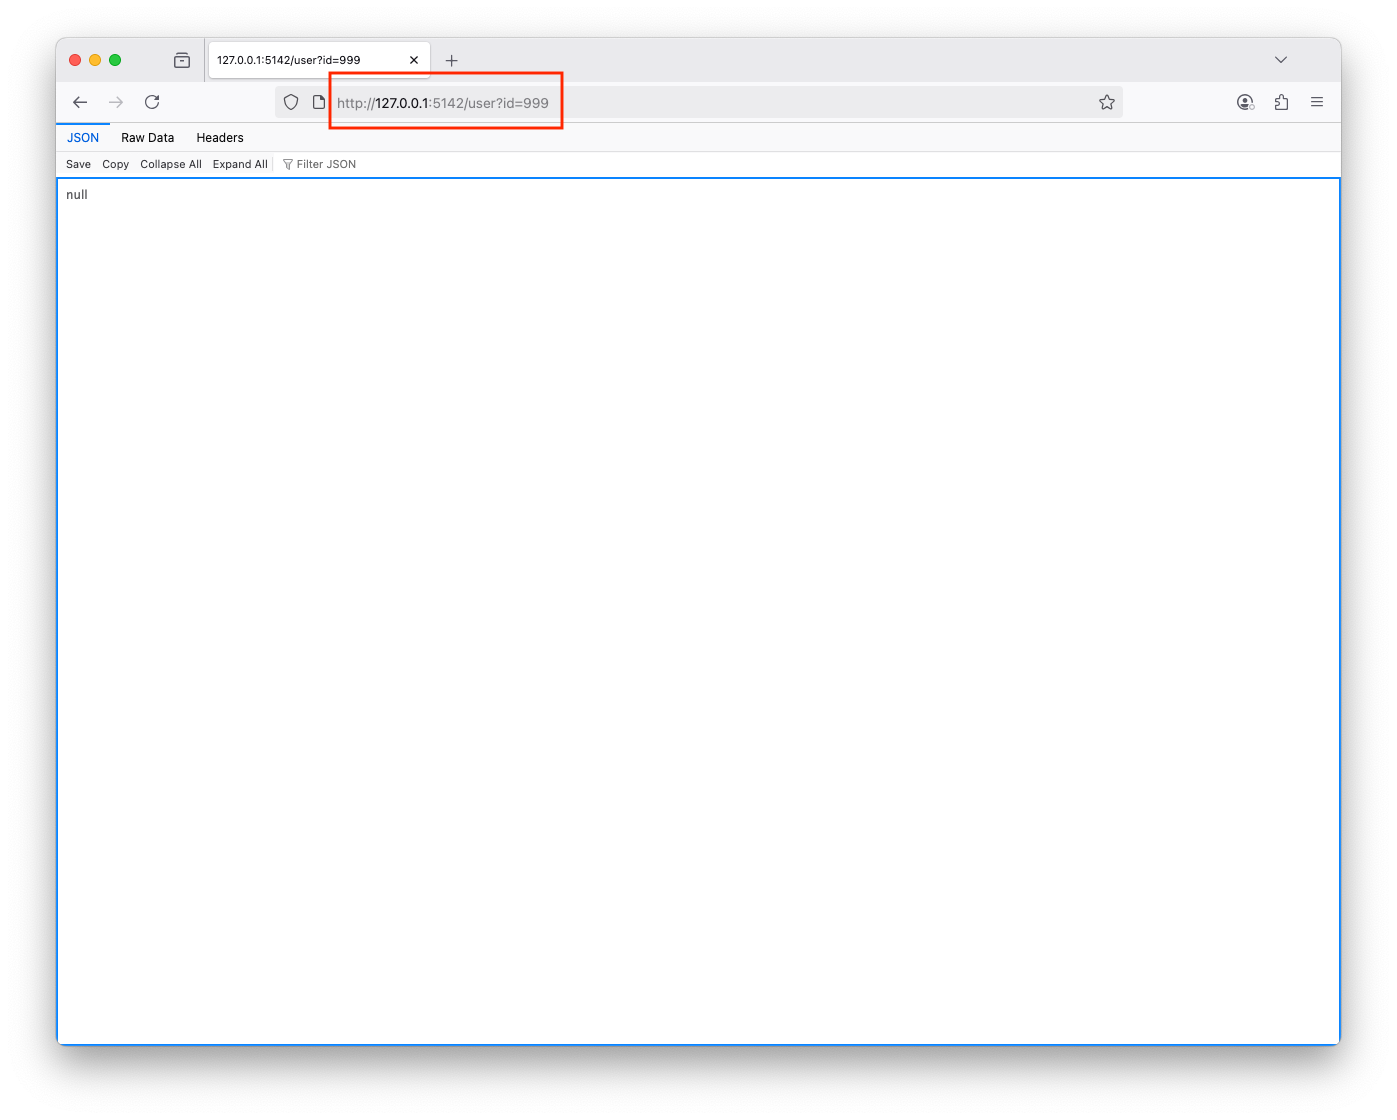 127.0.0.1:5142/user?id=999
http://127.0.0.1:5142/user?id=999
JSON Raw Data Headers
Save Copy Collapse All Expand All Filter JSON
null